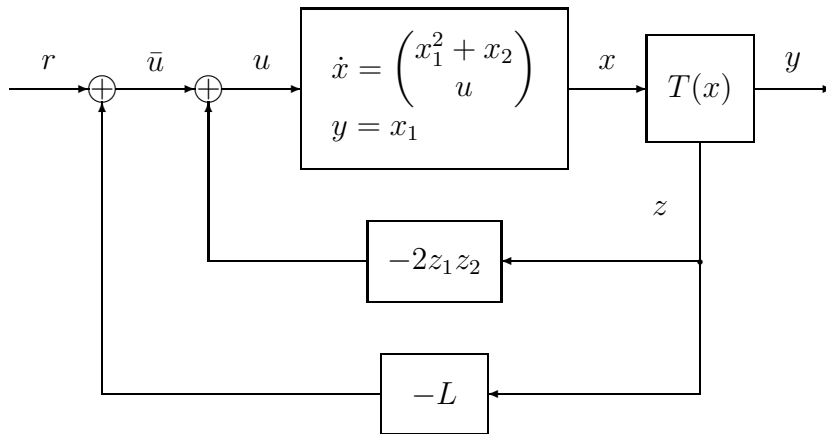 r
ū
u
ẋ = (x₁² + x₂
u)
y = x₁
x
T(x)
y
z
−2z₁z₂
−L